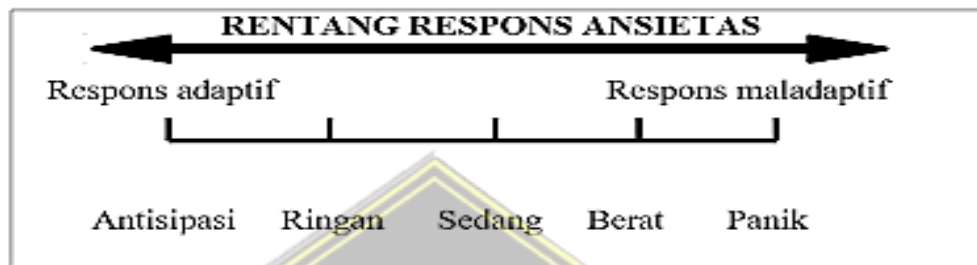 RENTANG RESPONS ANSIETAS
Respons adaptif Respons maladaptif
Antisipasi Ringan Sedang Berat Panik